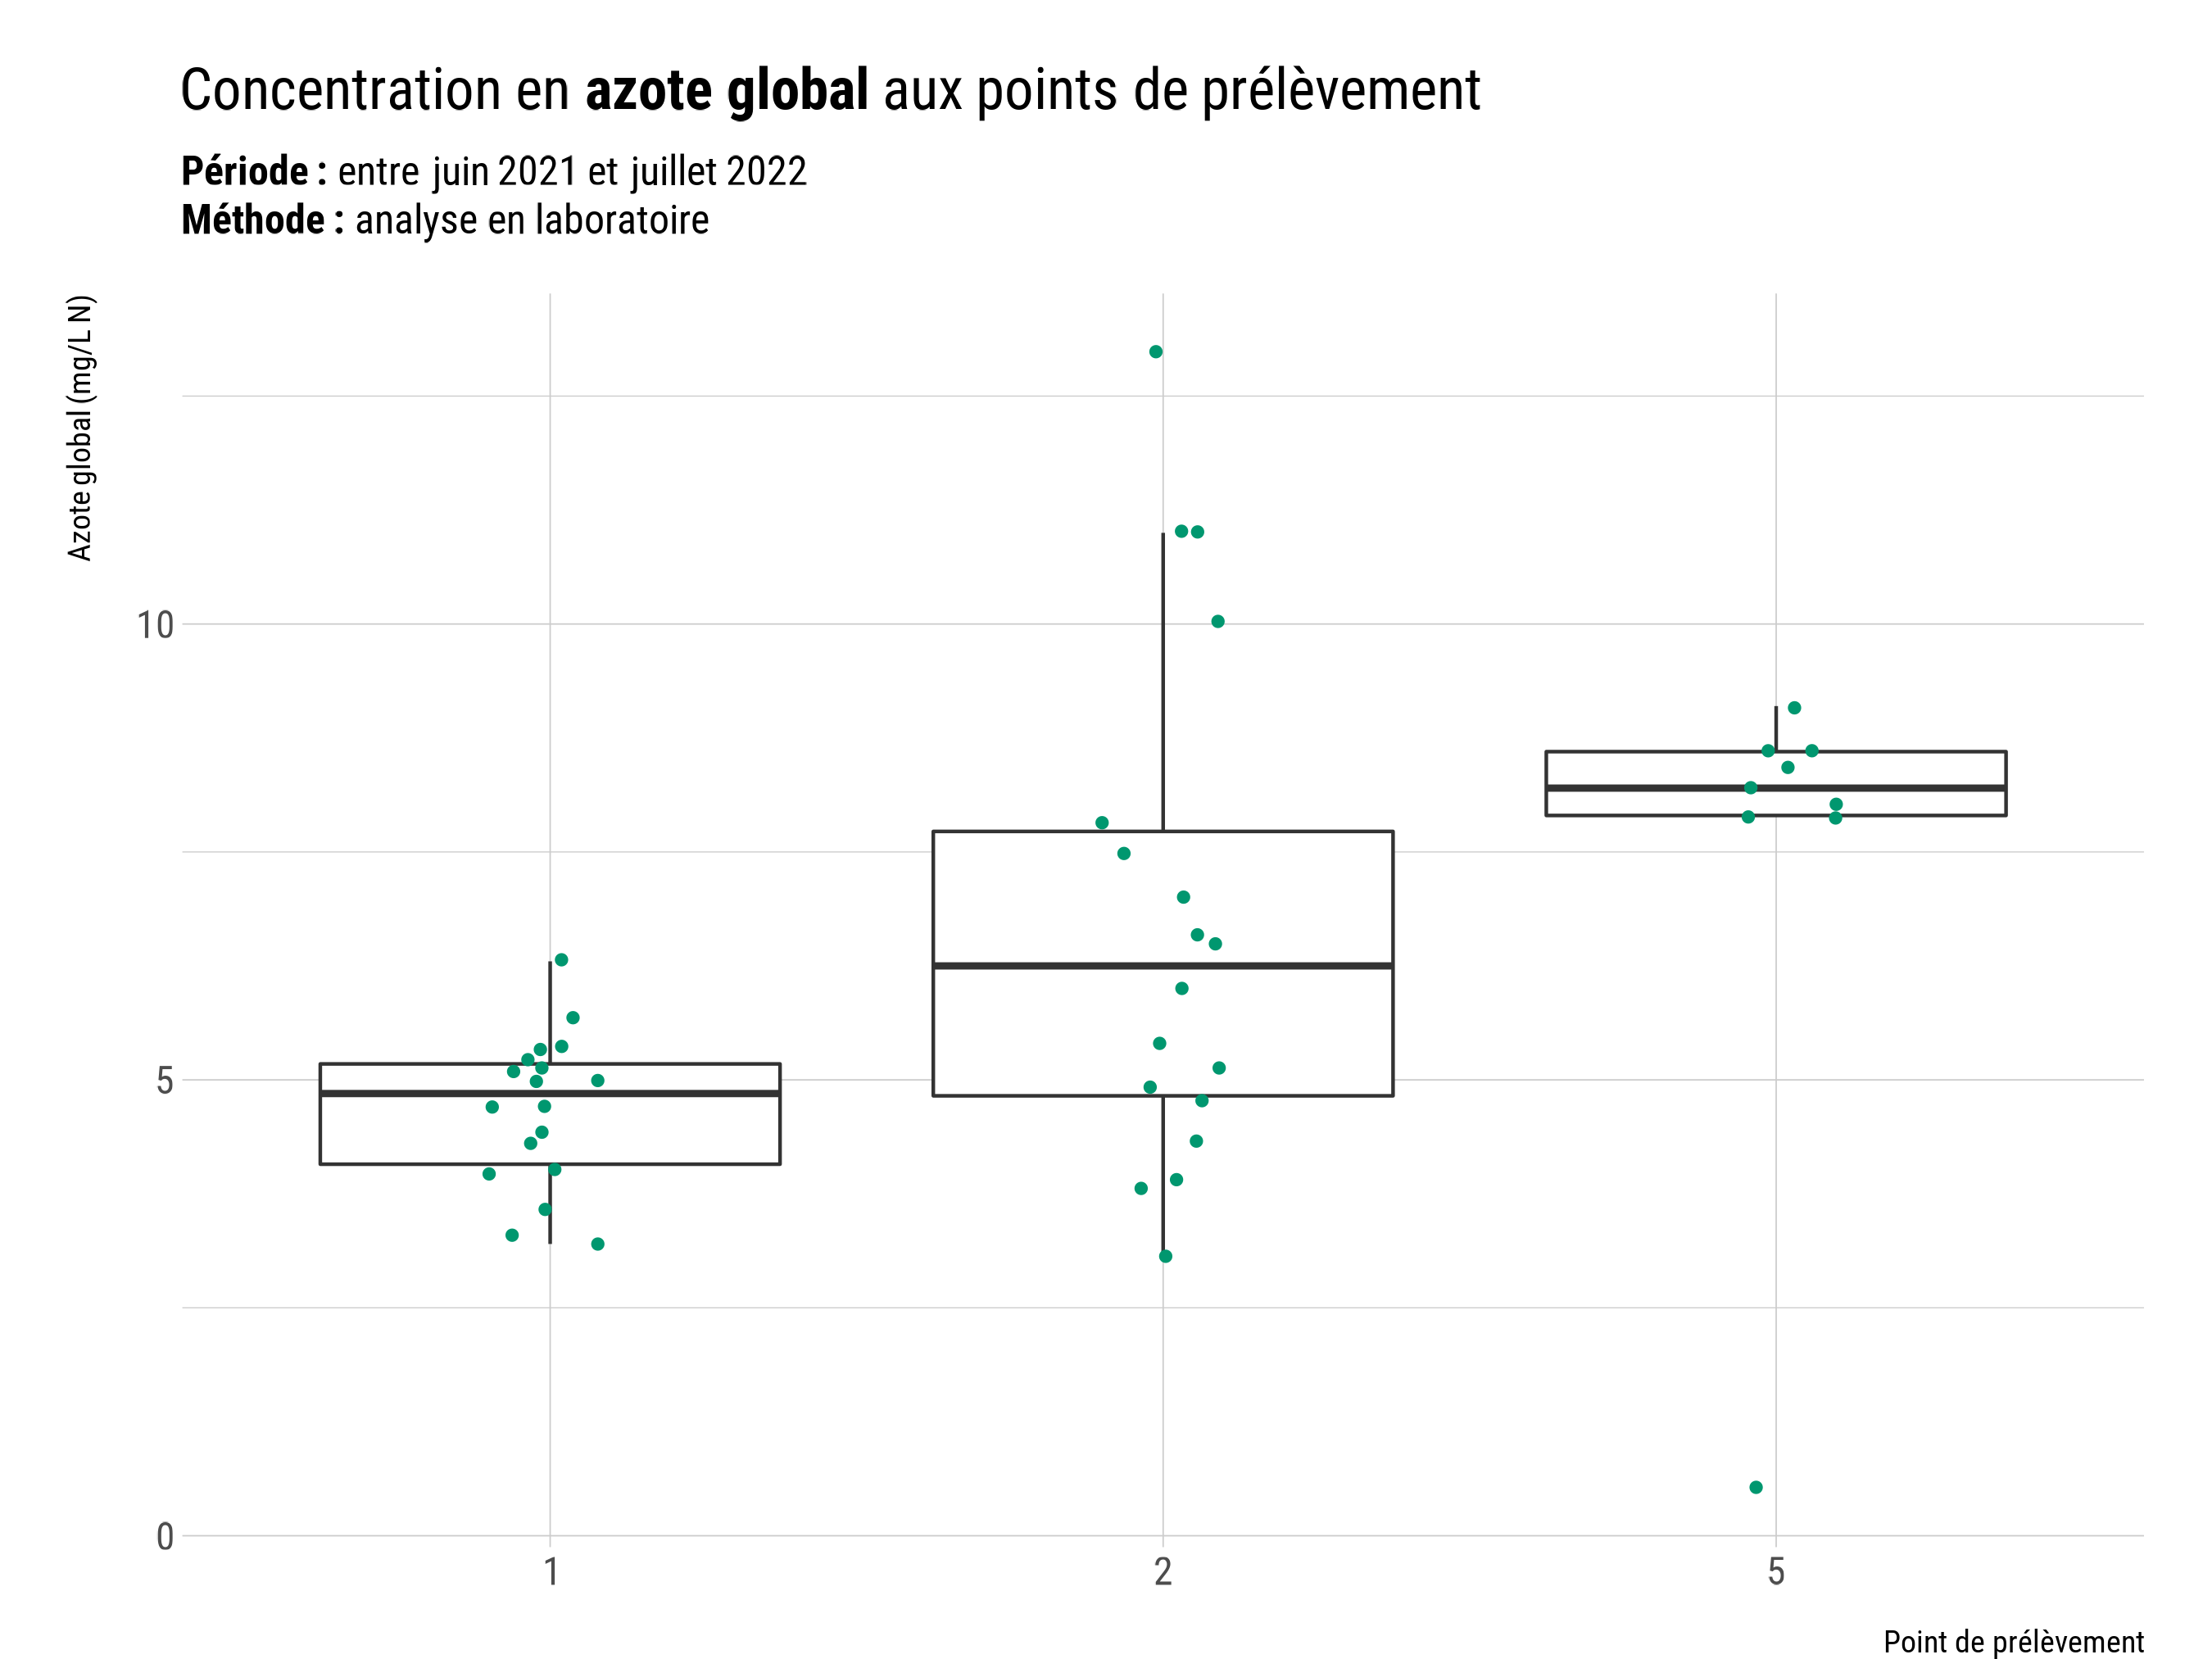 Concentration en azote global aux points de prélèvement
Période : entre juin 2021 et juillet 2022
Méthode : analyse en laboratoire
Azote global (mg/L N)
10
5
0
1
2
5
Point de prélèvement